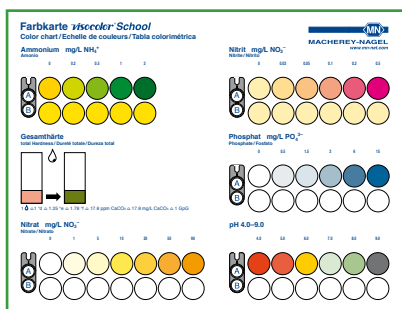 Farbkarte visocolor® School
Color chart/Echelle de couleurs/Tabla colorimétrica
MN
MACHEREY-NAGEL
www.mn-net.com
Ammonium mg/L NH₄⁺
Amonio
0 0.2 0.5 1 3
A
B
Nitrit mg/L NO₂⁻
Nitrite/Nitrito
0 0.02 0.05 0.1 0.2 0.5
A
B
Gesamthärte
total Hardness/Dureté totale/Dureza total
Phosphat mg/L PO₄³⁻
Phosphate/Fosfato
0 0.5 1.5 3 6 15
A
B
Nitrat mg/L NO₃⁻
Nitrate/Nitrato
0 1 5 10
A
B
pH 4.0–9.0
4.0 5.0 6.0 7.0 8.0 9.0
A
B